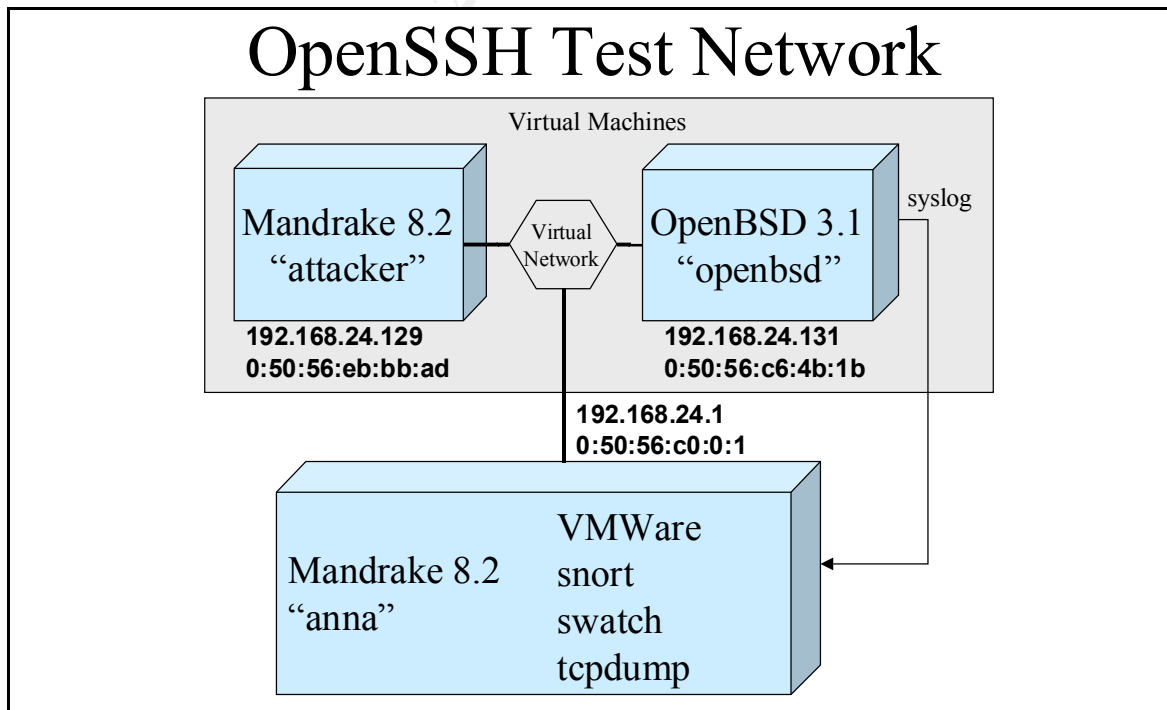 OpenSSH Test Network
Virtual Machines
Mandrake 8.2
“attacker”
192.168.24.129
0:50:56:eb:bb:ad
Virtual
Network
OpenBSD 3.1
“openbsd”
192.168.24.131
0:50:56:c6:4b:1b
syslog
192.168.24.1
0:50:56:c0:0:1
Mandrake 8.2
“anna”
VMWare
snort
swatch
tcpdump